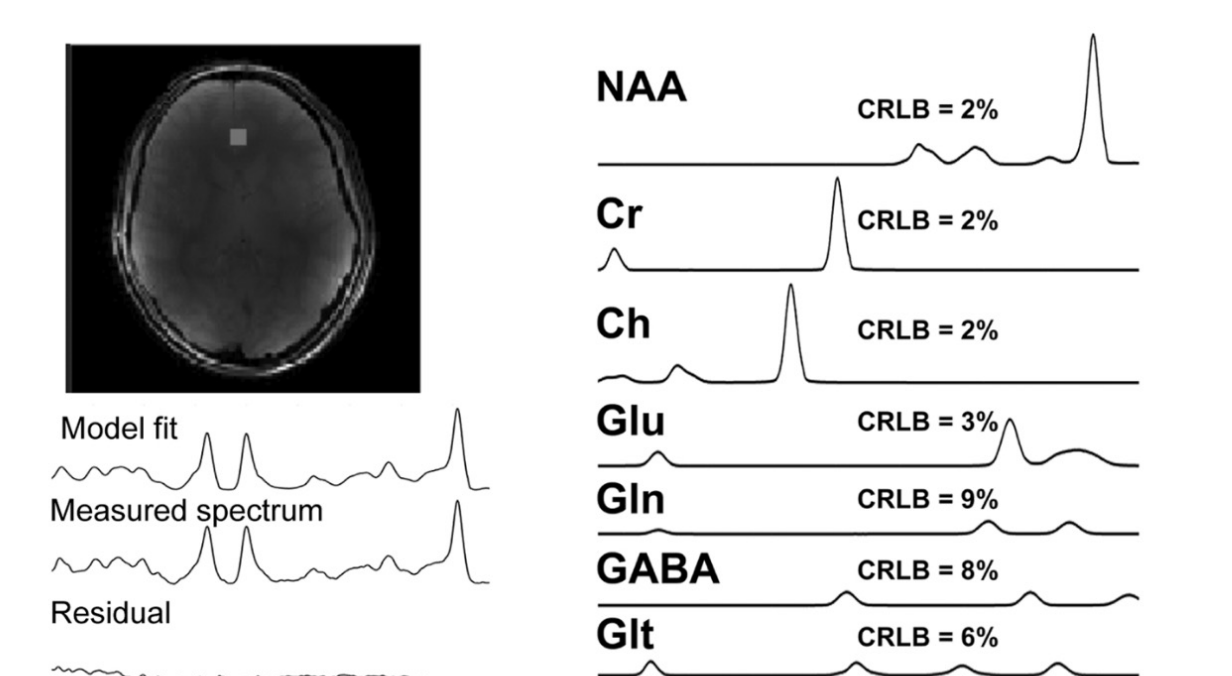 Model fit
Measured spectrum
Residual
NAA
CRLB = 2%
Cr
CRLB = 2%
Ch
CRLB = 2%
Glu
CRLB = 3%
Gln
CRLB = 9%
GABA
CRLB = 8%
Glt
CRLB = 6%